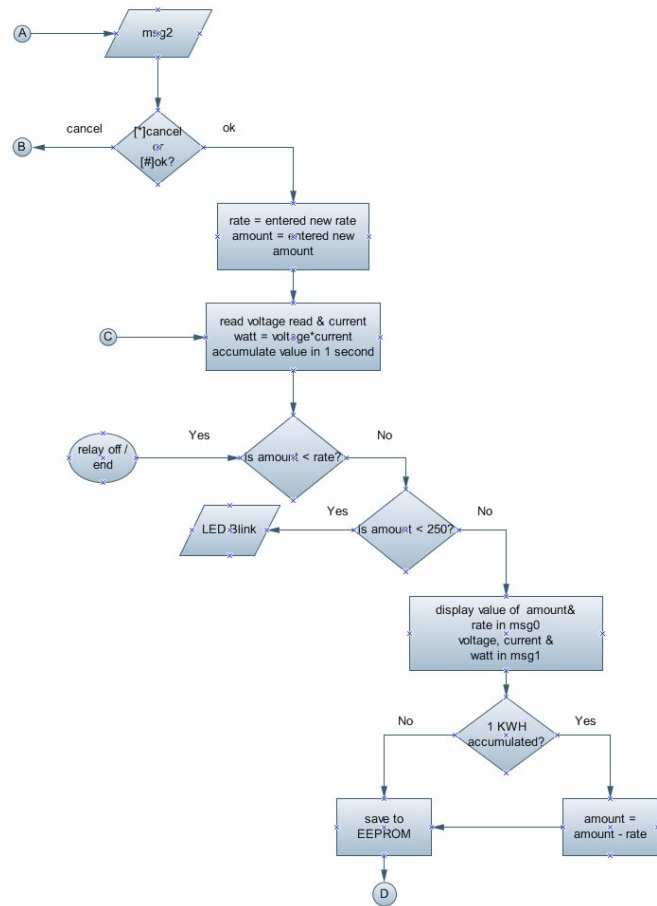 A
msg2
cancel
[*]cancel
or
[#]ok?
ok
B
rate = entered new rate
amount = entered new
amount
C
read voltage read & current
watt = voltage*current
accumulate value in 1 second
relay off /
end
Yes
is amount < rate?
No
LED Blink
Yes
is amount < 250?
No
display value of amount&
rate in msg0
voltage, current &
watt in msg1
No
1 KWH
accumulated?
Yes
save to
EEPROM
amount =
amount - rate
D